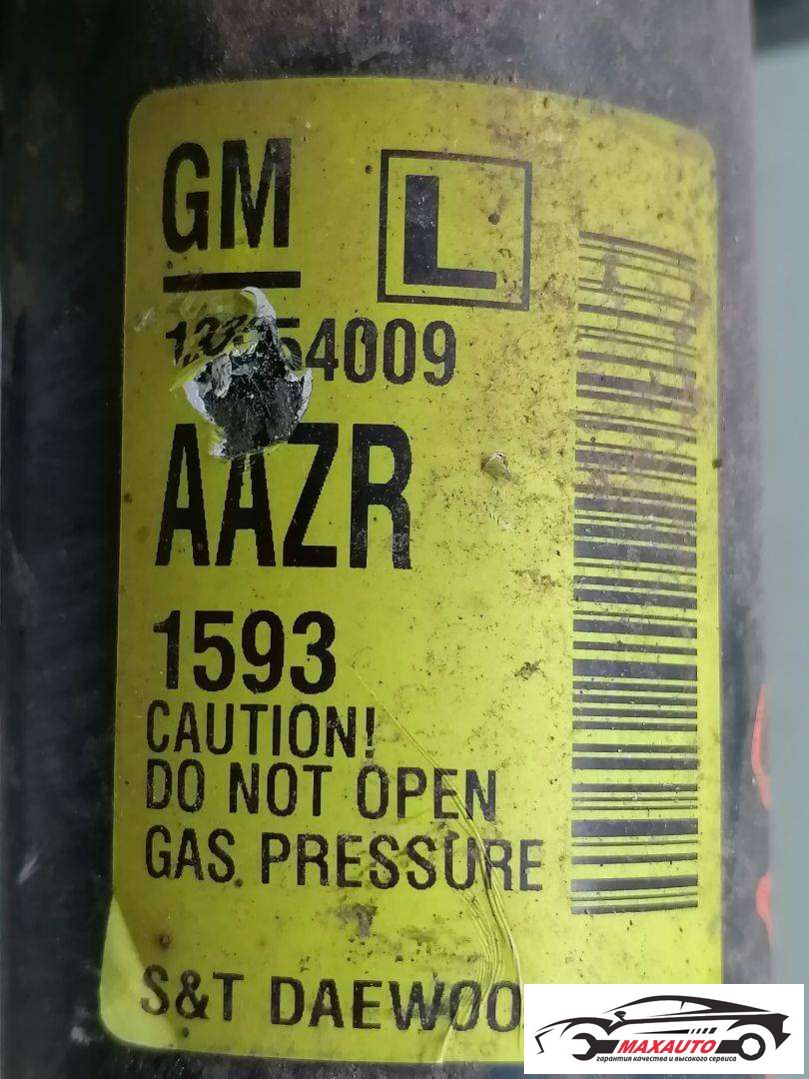 GM L
AAZR
1593
CAUTION!
DO NOT OPEN
GAS PRESSURE
S&T DAEWOO
MAXAUTO
гарантия качества и высокого сервиса